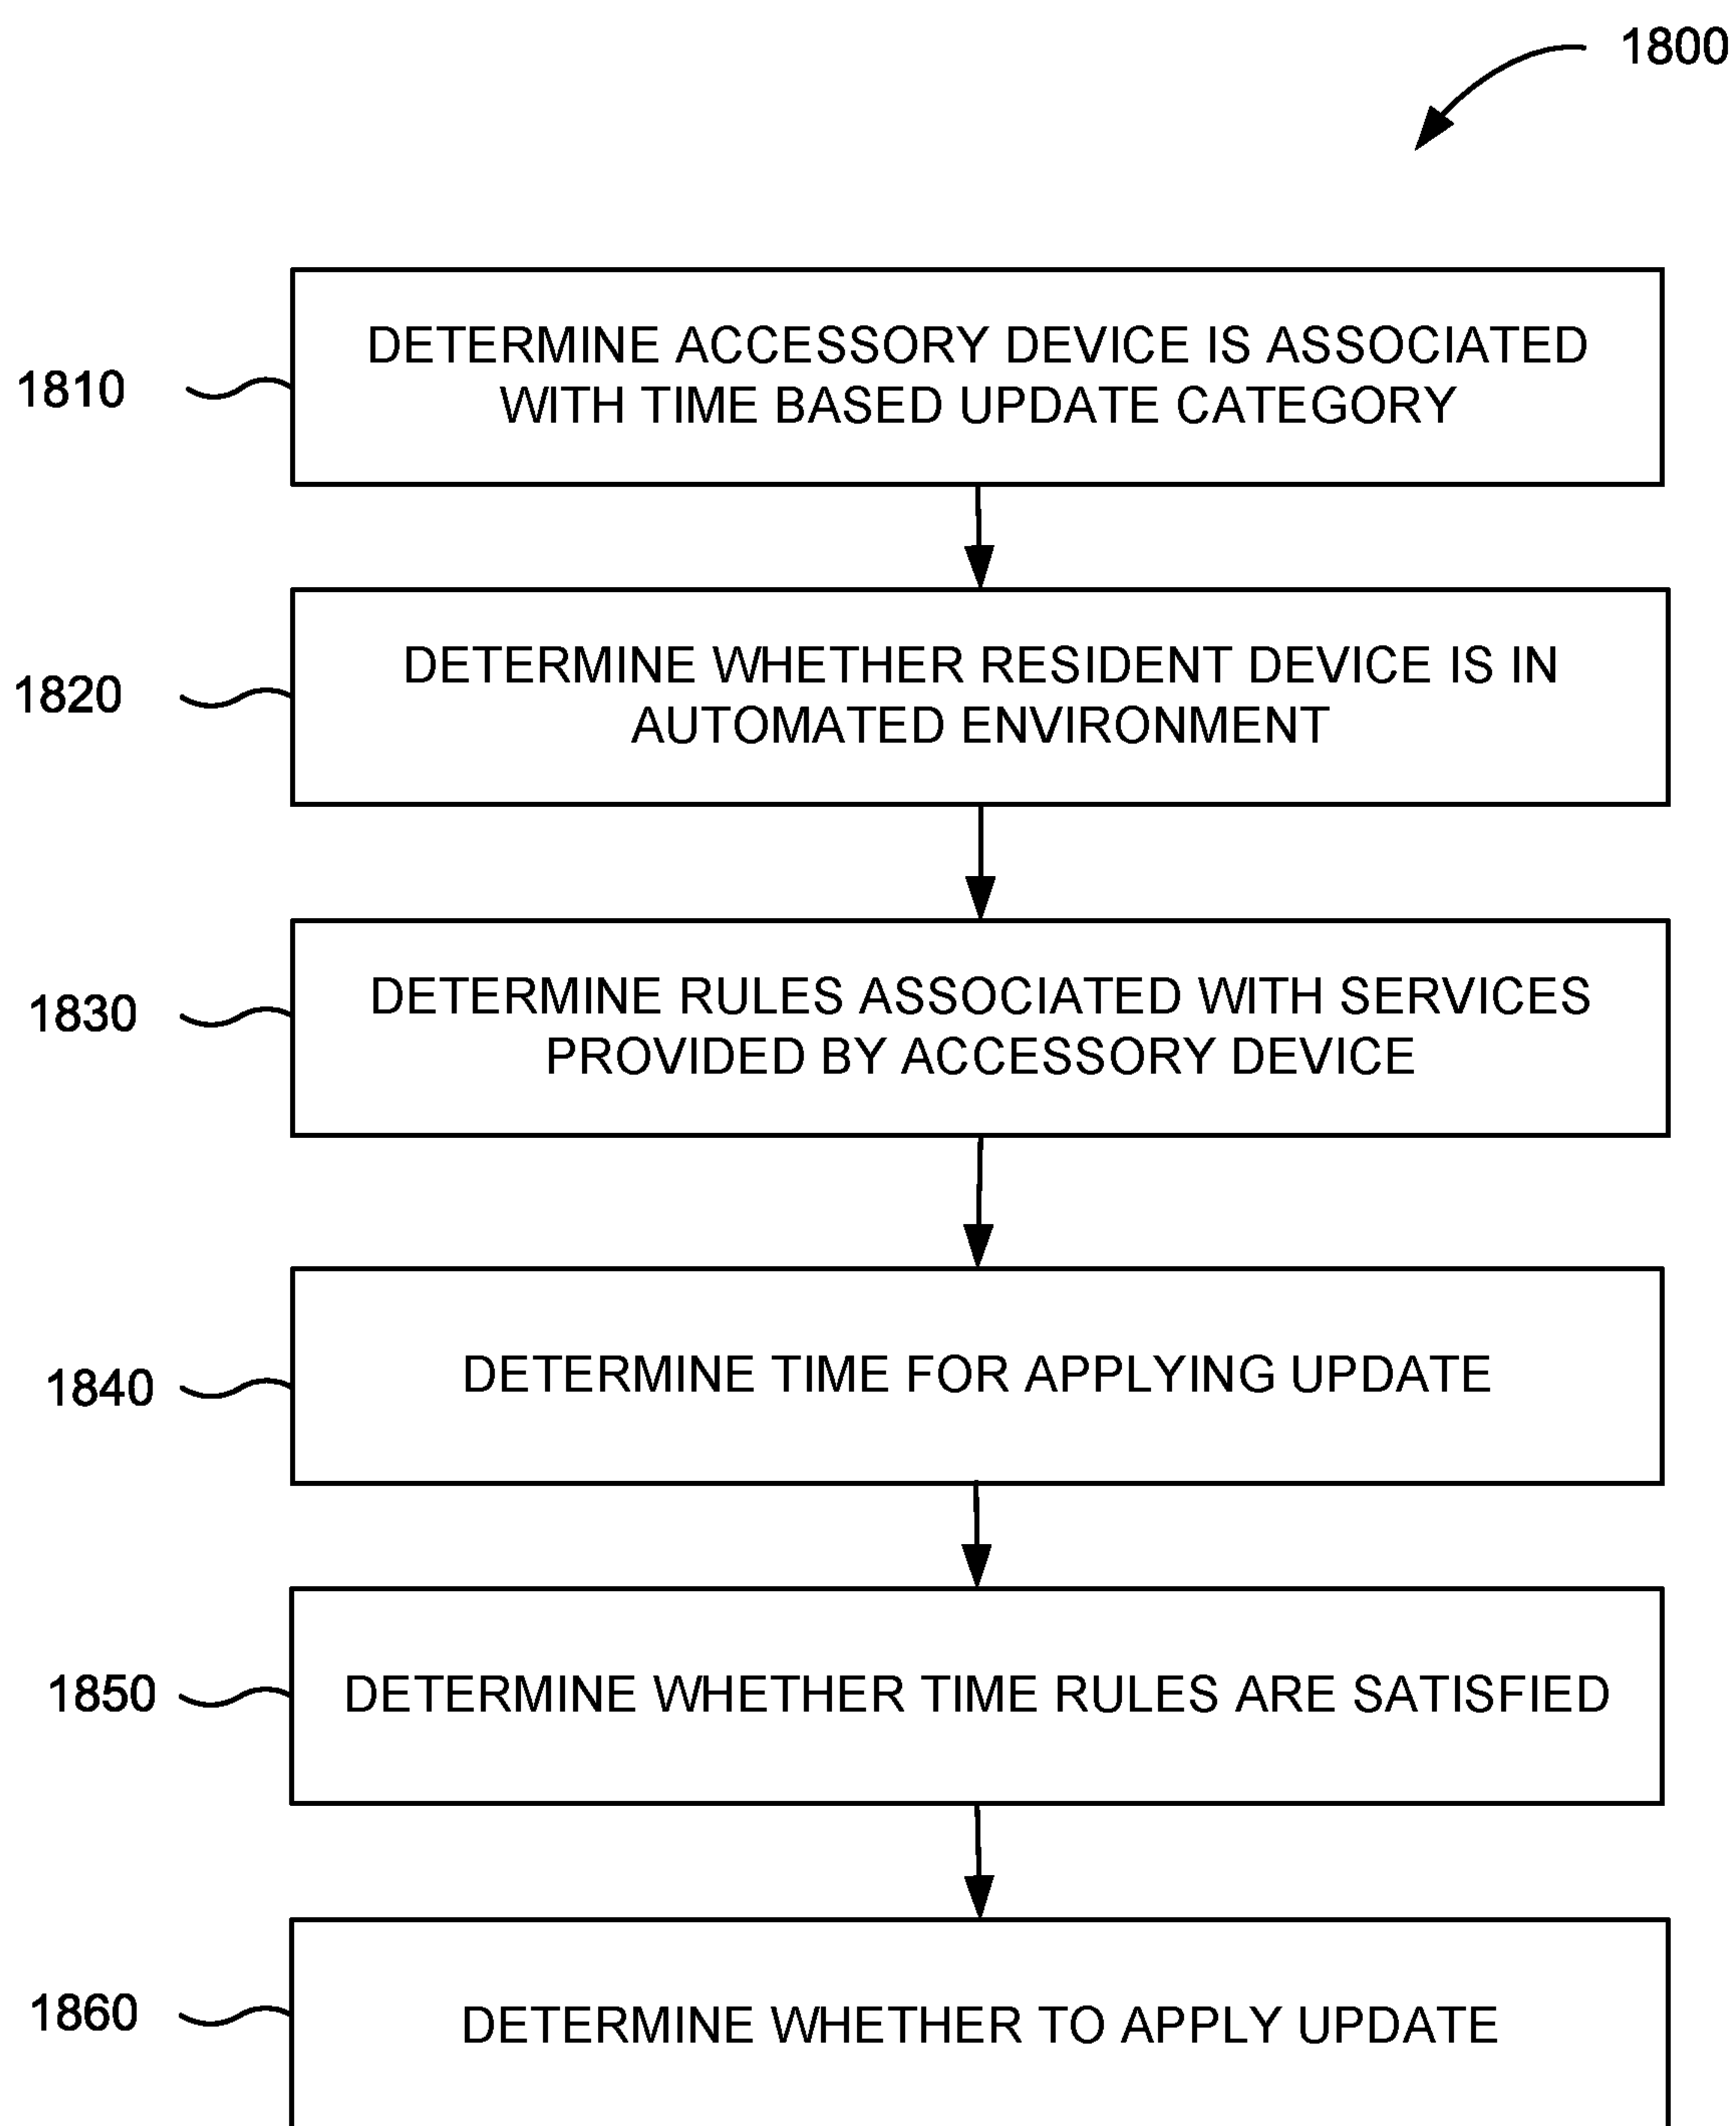 1800
1810
DETERMINE ACCESSORY DEVICE IS ASSOCIATED
WITH TIME BASED UPDATE CATEGORY
1820
DETERMINE WHETHER RESIDENT DEVICE IS IN
AUTOMATED ENVIRONMENT
1830
DETERMINE RULES ASSOCIATED WITH SERVICES
PROVIDED BY ACCESSORY DEVICE
1840
DETERMINE TIME FOR APPLYING UPDATE
1850
DETERMINE WHETHER TIME RULES ARE SATISFIED
1860
DETERMINE WHETHER TO APPLY UPDATE